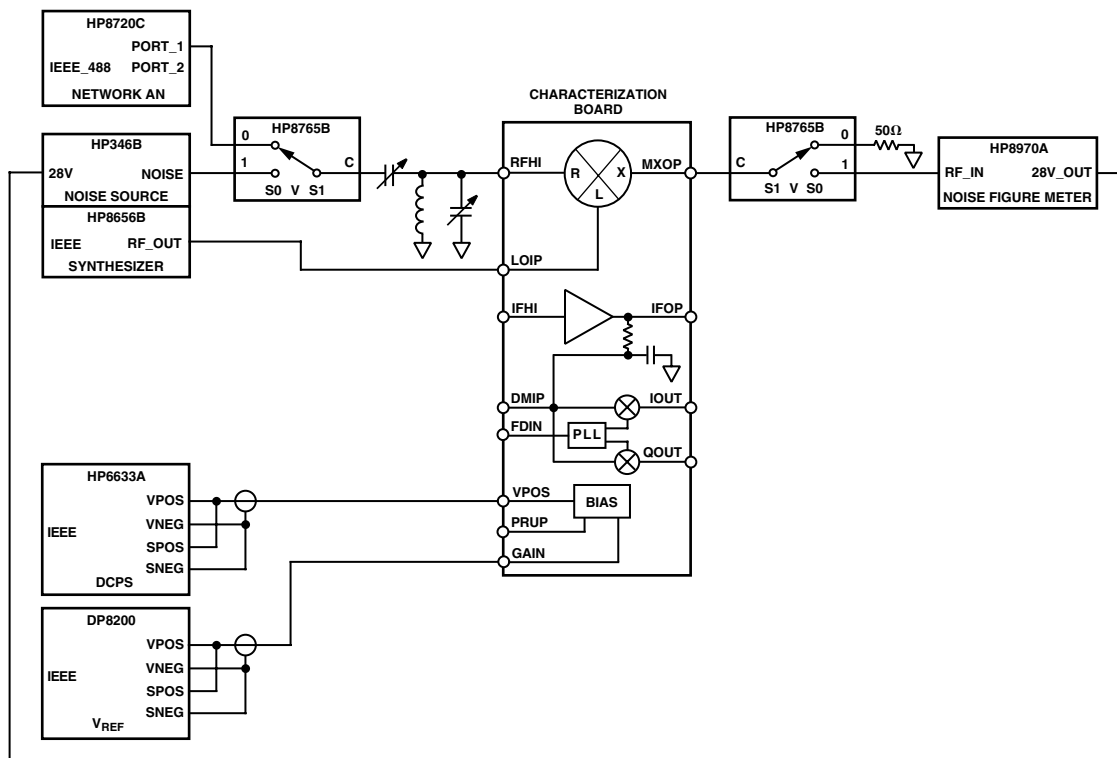 HP8720C
PORT_1
IEEE_488 PORT_2
NETWORK AN
HP346B
28V NOISE
NOISE SOURCE
HP8656B
IEEE RF_OUT
SYNTHESIZER
HP8765B
0
1
C
S0 V S1
CHARACTERIZATION
BOARD
RFHI
R
X
L
MXOP
LOIP
IFHI
IFOP
DMIP
IOUT
FDIN
PLL
QOUT
VPOS
BIAS
PRUP
GAIN
HP8765B
0
C
1
S1 V S0
50Ω
HP8970A
RF_IN 28V_OUT
NOISE FIGURE METER
HP6633A
VPOS
IEEE
VNEG
SPOS
SNEG
DCPS
DP8200
VPOS
IEEE
VNEG
SPOS
SNEG
VREF